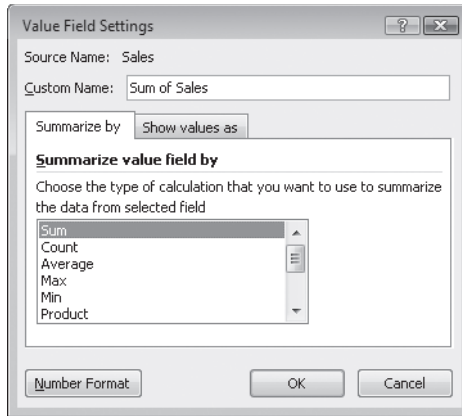 Value Field Settings
Source Name: Sales
Custom Name: Sum of Sales
Summarize by Show values as
Summarize value field by
Choose the type of calculation that you want to use to summarize
the data from selected field
Sum
Count
Average
Max
Min
Product
Number Format OK Cancel